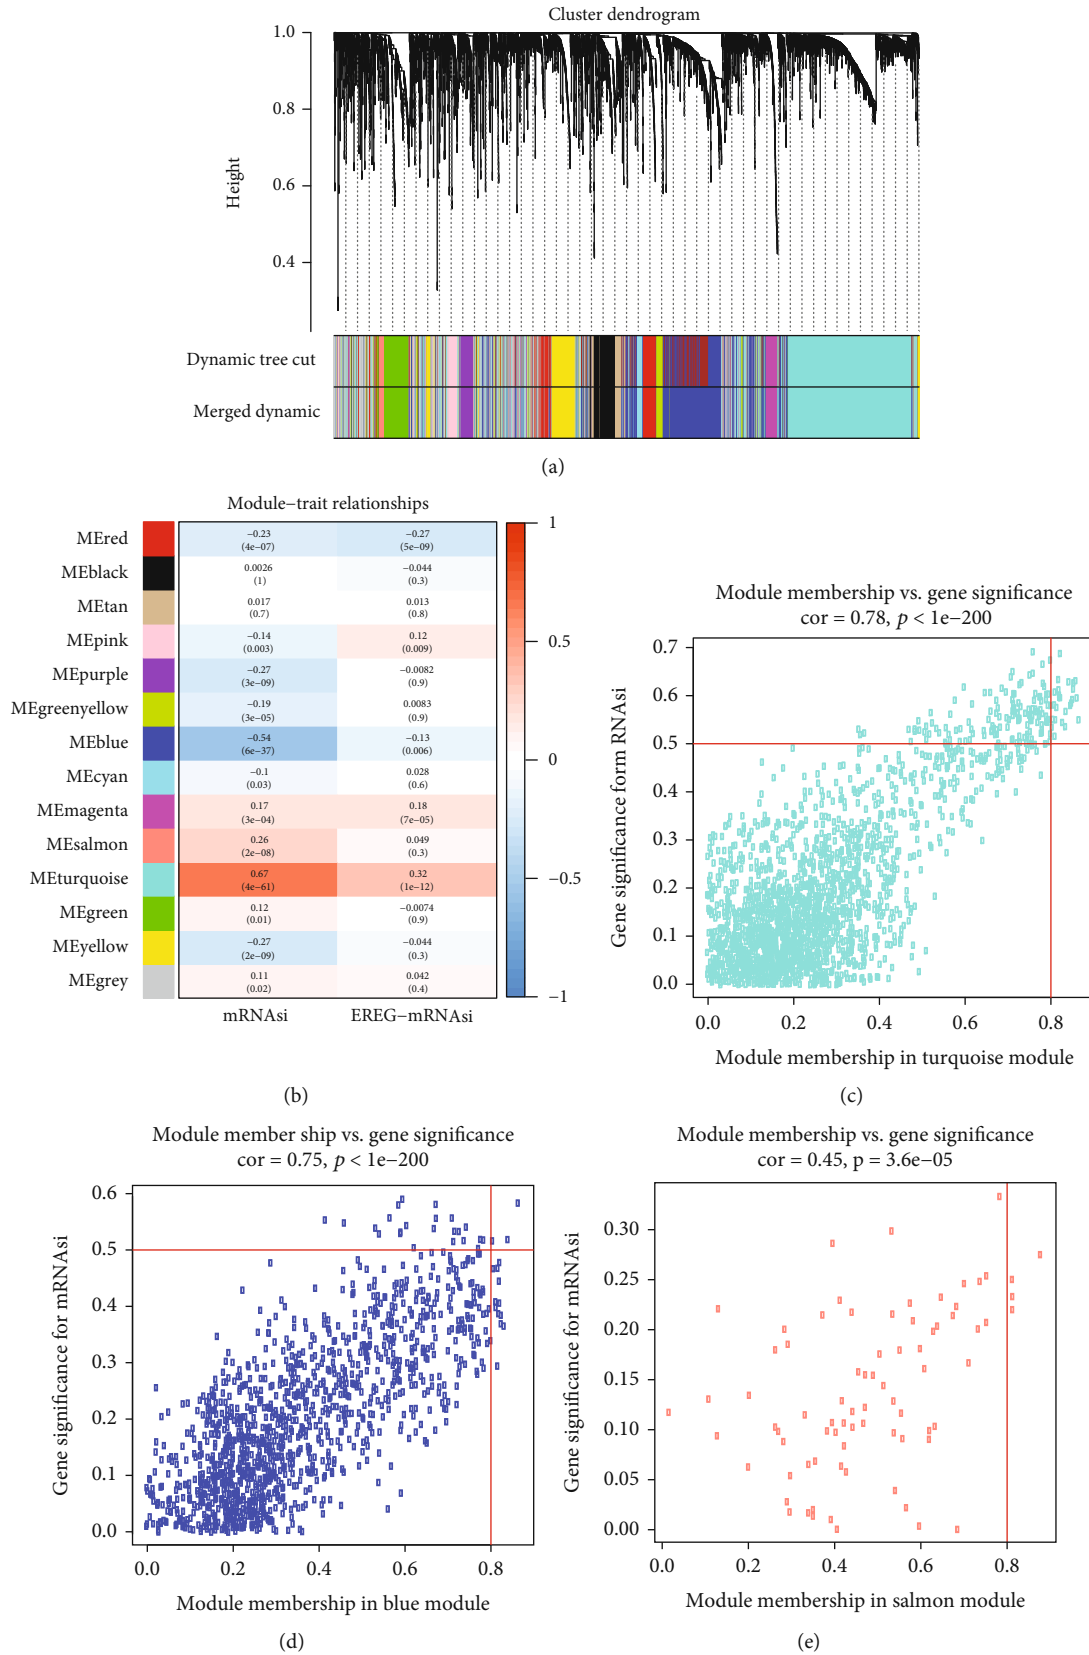 Cluster dendrogram
1.0
0.8
0.6
0.4
Height
Dynamic tree cut
Merged dynamic
(a)
Module−trait relationships
MEred −0.23 −0.27
(4e−07) (5e−09)
MEblack 0.0026 −0.044
(1) (0.3)
MEtan 0.017 0.013
(0.7) (0.8)
MEpink −0.14 0.12
(0.003) (0.009)
MEpurple −0.27 −0.0082
(3e−09) (0.9)
MEgreenyellow −0.19 0.0083
(3e−05) (0.9)
MEblue −0.54 −0.13
(6e−37) (0.006)
MEcyan −0.1 0.028
(0.03) (0.6)
MEmagenta 0.17 0.18
(3e−04) (7e−05)
MEsalmon 0.26 0.049
(2e−08) (0.3)
MEturquoise 0.67 0.32
(4e−61) (1e−12)
MEgreen 0.12 −0.0074
(0.01) (0.9)
MEyellow −0.27 −0.044
(2e−09) (0.3)
MEgrey 0.11 0.042
(0.02) (0.4)
mRNAsi EREG−mRNAsi
1
0.5
0
−0.5
−1
(b)
Module membership vs. gene significance
cor = 0.78, p < 1e−200
Gene significance form RNAsi
0.7
0.6
0.5
0.4
0.3
0.2
0.1
0.0
0.0 0.2 0.4 0.6 0.8
Module membership in turquoise module
(c)
Module member ship vs. gene significance
cor = 0.75, p < 1e−200
Gene significance for mRNAsi
0.6
0.5
0.4
0.3
0.2
0.1
0.0
0.0 0.2 0.4 0.6 0.8
Module membership in blue module
(d)
Module membership vs. gene significance
cor = 0.45, p = 3.6e−05
Gene significance for mRNAsi
0.30
0.25
0.20
0.15
0.10
0.05
0.00
0.0 0.2 0.4 0.6 0.8
Module membership in salmon module
(e)